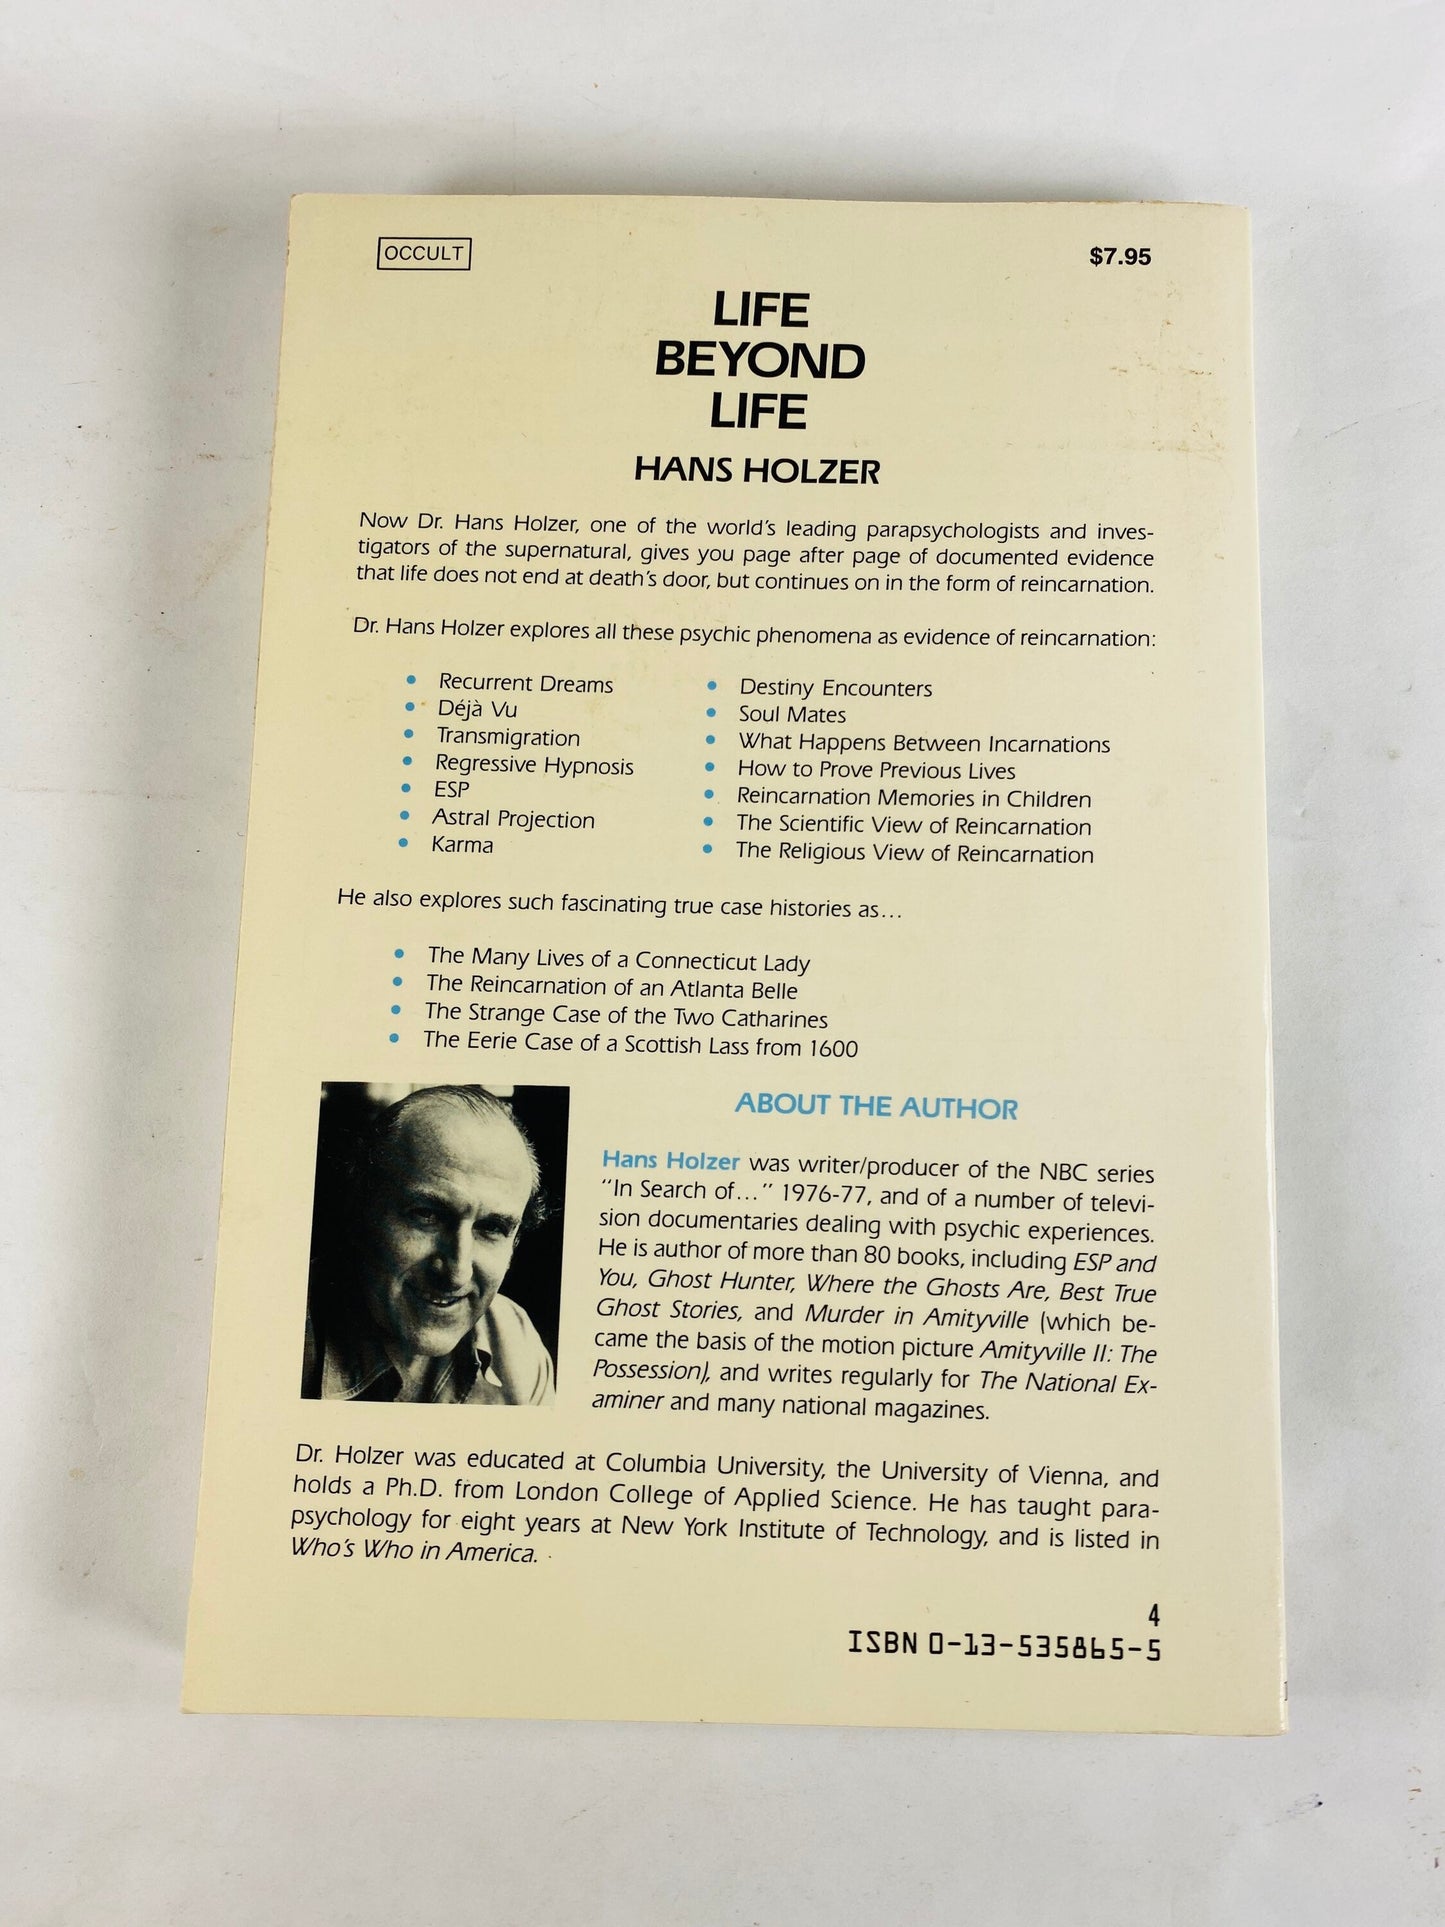 OCCULT
$7.95
LIFE
BEYOND
LIFE
HANS HOLZER
Now Dr. Hans Holzer, one of the world's leading parapsychologists and inves-
tigators of the supernatural, gives you page after page of documented evidence
that life does not end at death's door, but continues on in the form of reincarnation.
Dr. Hans Holzer explores all these psychic phenomena as evidence of reincarnation:
• Recurrent Dreams
• Déjà Vu
• Transmigration
• Regressive Hypnosis
• ESP
• Astral Projection
• Karma
• Destiny Encounters
• Soul Mates
• What Happens Between Incarnations
• How to Prove Previous Lives
• Reincarnation Memories in Children
• The Scientific View of Reincarnation
• The Religious View of Reincarnation
He also explores such fascinating true case histories as...
• The Many Lives of a Connecticut Lady
• The Reincarnation of an Atlanta Belle
• The Strange Case of the Two Catharines
• The Eerie Case of a Scottish Lass from 1600
ABOUT THE AUTHOR
Hans Holzer was writer/producer of the NBC series
"In Search of..." 1976-77, and of a number of televi-
sion documentaries dealing with psychic experiences.
He is author of more than 80 books, including ESP and
You, Ghost Hunter, Where the Ghosts Are, Best True
Ghost Stories, and Murder in Amityville (which be-
came the basis of the motion picture Amityville II: The
Possession), and writes regularly for The National Ex-
aminer and many national magazines.
Dr. Holzer was educated at Columbia University, the University of Vienna, and
holds a Ph.D. from London College of Applied Science. He has taught para-
psychology for eight years at New York Institute of Technology, and is listed in
Who's Who in America.
4
ISBN 0-13-535865-5